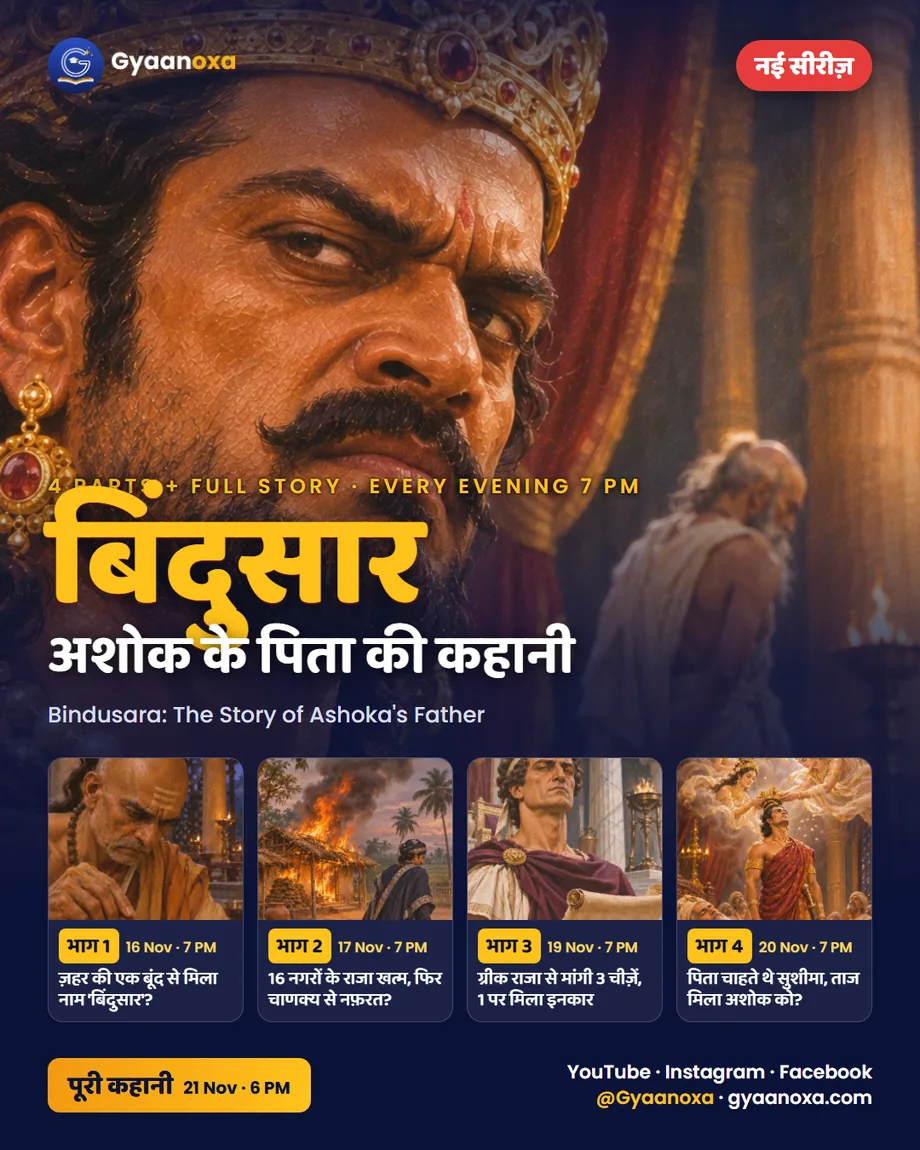 Gyaanoxa
नई सीरीज़
4 PARTS + FULL STORY · EVERY EVENING 7 PM
बिंदुसार
अशोक के पिता की कहानी
Bindusara: The Story of Ashoka's Father
भाग 1 16 Nov · 7 PM
ज़हर की एक बूंद से मिला
नाम 'बिंदुसार'?
भाग 2 17 Nov · 7 PM
16 नगरों के राजा खत्म, फिर
चाणक्य से नफ़रत?
भाग 3 19 Nov · 7 PM
ग्रीक राजा से मांगी 3 चीज़ें,
1 पर मिला इनकार
भाग 4 20 Nov · 7 PM
पिता चाहते थे सुशीमा, ताज
मिला अशोक को?
पूरी कहानी 21 Nov · 6 PM
YouTube · Instagram · Facebook
@Gyaanoxa · gyaanoxa.com